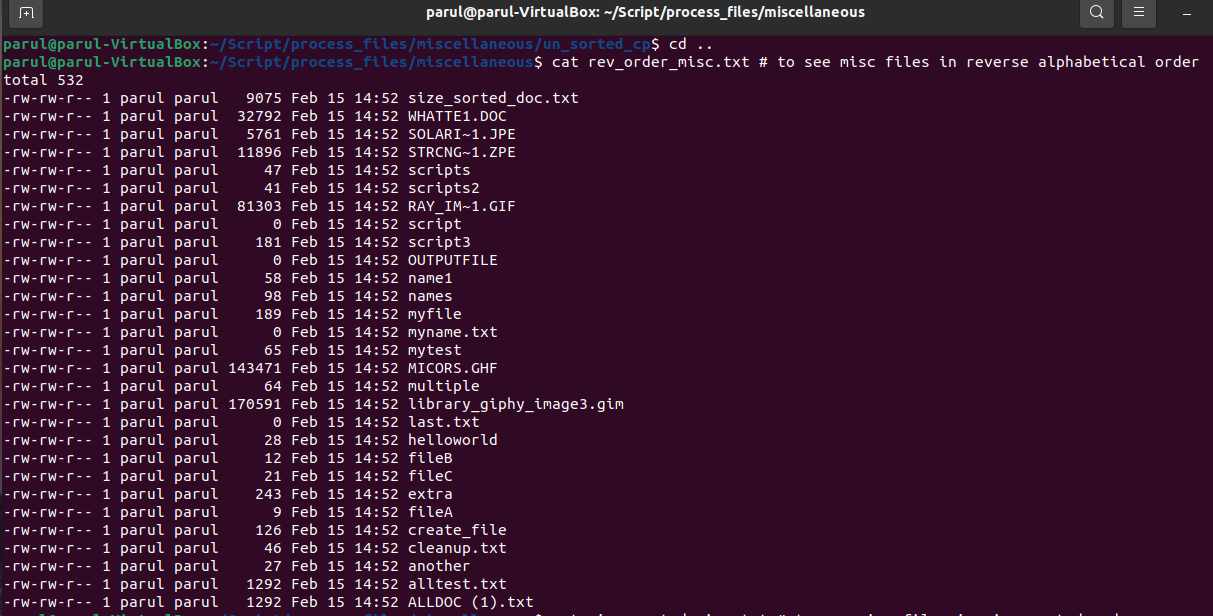 parul@parul-VirtualBox: ~/Script/process_files/miscellaneous
parul@parul-VirtualBox:~/Script/process_files/miscellaneous/un_sorted_cp$ cd ..
parul@parul-VirtualBox:~/Script/process_files/miscellaneous$ cat rev_order_misc.txt # to see misc files in reverse alphabetical order
total 532
-rw-rw-r-- 1 parul parul   9075 Feb 15 14:52 size_sorted_doc.txt
-rw-rw-r-- 1 parul parul  32792 Feb 15 14:52 WHATTE1.DOC
-rw-rw-r-- 1 parul parul   5761 Feb 15 14:52 SOLARI~1.JPE
-rw-rw-r-- 1 parul parul  11896 Feb 15 14:52 STRCNG~1.ZPE
-rw-rw-r-- 1 parul parul     47 Feb 15 14:52 scripts
-rw-rw-r-- 1 parul parul     41 Feb 15 14:52 scripts2
-rw-rw-r-- 1 parul parul  81303 Feb 15 14:52 RAY_IM~1.GIF
-rw-rw-r-- 1 parul parul      0 Feb 15 14:52 script
-rw-rw-r-- 1 parul parul    181 Feb 15 14:52 script3
-rw-rw-r-- 1 parul parul      0 Feb 15 14:52 OUTPUTFILE
-rw-rw-r-- 1 parul parul     58 Feb 15 14:52 name1
-rw-rw-r-- 1 parul parul     98 Feb 15 14:52 names
-rw-rw-r-- 1 parul parul    189 Feb 15 14:52 myfile
-rw-rw-r-- 1 parul parul      0 Feb 15 14:52 myname.txt
-rw-rw-r-- 1 parul parul     65 Feb 15 14:52 mytest
-rw-rw-r-- 1 parul parul 143471 Feb 15 14:52 MICORS.GHF
-rw-rw-r-- 1 parul parul     64 Feb 15 14:52 multiple
-rw-rw-r-- 1 parul parul 170591 Feb 15 14:52 library_giphy_image3.gim
-rw-rw-r-- 1 parul parul      0 Feb 15 14:52 last.txt
-rw-rw-r-- 1 parul parul     28 Feb 15 14:52 helloworld
-rw-rw-r-- 1 parul parul     12 Feb 15 14:52 fileB
-rw-rw-r-- 1 parul parul     21 Feb 15 14:52 fileC
-rw-rw-r-- 1 parul parul    243 Feb 15 14:52 extra
-rw-rw-r-- 1 parul parul      9 Feb 15 14:52 fileA
-rw-rw-r-- 1 parul parul    126 Feb 15 14:52 create_file
-rw-rw-r-- 1 parul parul     46 Feb 15 14:52 cleanup.txt
-rw-rw-r-- 1 parul parul     27 Feb 15 14:52 another
-rw-rw-r-- 1 parul parul   1292 Feb 15 14:52 alltest.txt
-rw-rw-r-- 1 parul parul   1292 Feb 15 14:52 ALLDOC (1).txt